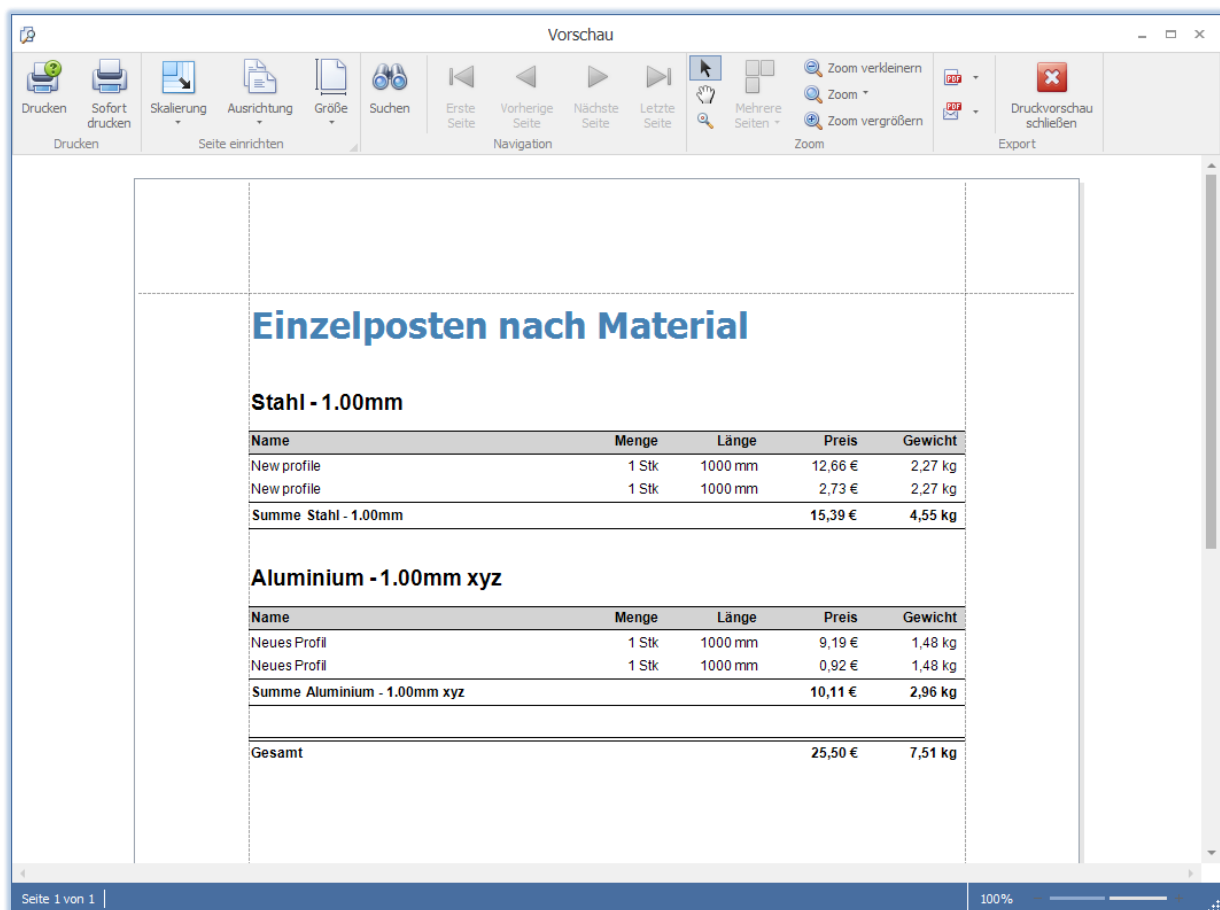 Vorschau
Drucken
Sofort
drucken
Skalierung
Ausrichtung
Größe
Suchen
Erste
Seite
Vorherige
Seite
Nächste
Seite
Letzte
Seite
Mehrere
Seiten
Zoom verkleinern
Zoom
Zoom vergrößern
PDF
PDF
Druckvorschau
schließen
Drucken
Seite einrichten
Navigation
Zoom
Export
Einzelposten nach Material
Stahl - 1.00mm
Name Menge Länge Preis Gewicht
New profile 1 Stk 1000 mm 12,66 € 2,27 kg
New profile 1 Stk 1000 mm 2,73 € 2,27 kg
Summe Stahl - 1.00mm 15,39 € 4,55 kg
Aluminium - 1.00mm xyz
Name Menge Länge Preis Gewicht
Neues Profil 1 Stk 1000 mm 9,19 € 1,48 kg
Neues Profil 1 Stk 1000 mm 0,92 € 1,48 kg
Summe Aluminium - 1.00mm xyz 10,11 € 2,96 kg
Gesamt 25,50 € 7,51 kg
Seite 1 von 1 100%